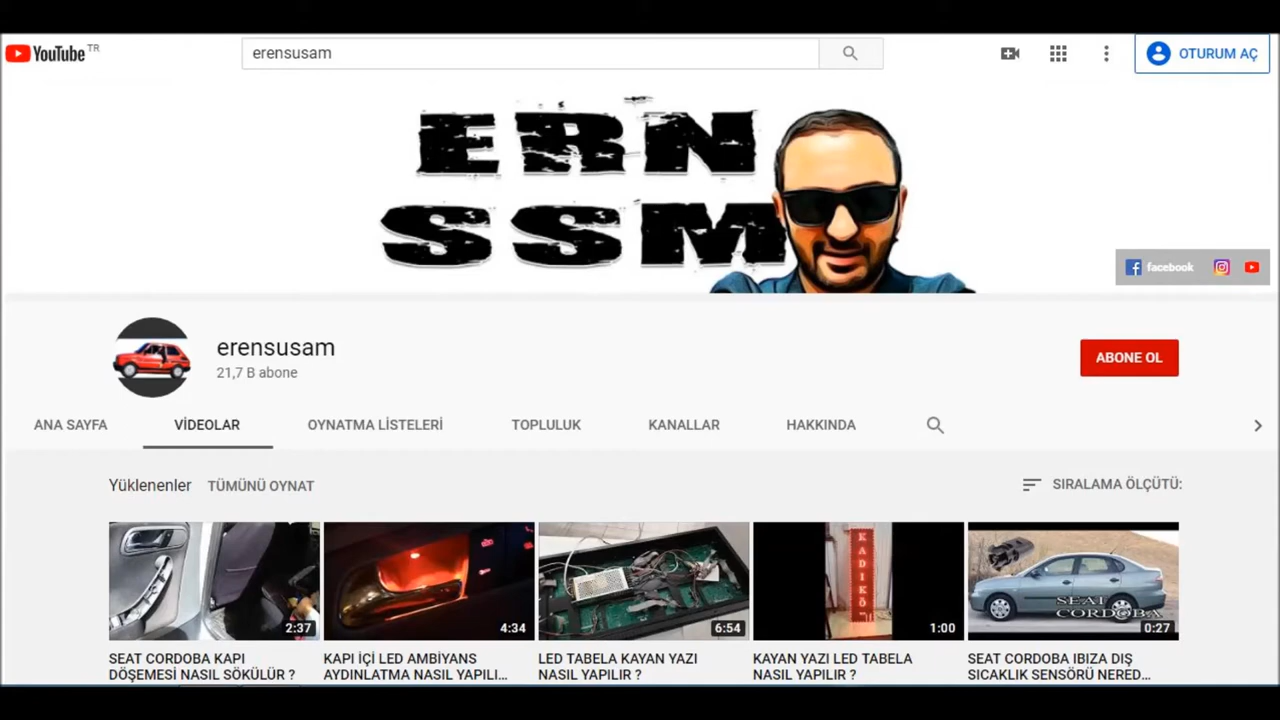 YouTube TR
erensusam
OTURUM AÇ
ERN
SSM
facebook
erensusam
21,7 B abone
ABONE OL
ANA SAYFA VİDEOLAR OYNATMA LİSTELERİ TOPLULUK KANALLAR HAKKINDA
Yüklenenler TÜMÜNÜ OYNAT SIRALAMA ÖLÇÜTÜ:
KADIKÖ
SEAT
CORDOBA
2:37 4:34 6:54 1:00 0:27
SEAT CORDOBA KAPI
DÖŞEMESİ NASIL SÖKÜLÜR ?
KAPI İÇİ LED AMBİYANS
AYDINLATMA NASIL YAPILI...
LED TABELA KAYAN YAZI
NASIL YAPILIR ?
KAYAN YAZI LED TABELA
NASIL YAPILIR ?
SEAT CORDOBA IBIZA DIŞ
SICAKLIK SENSÖRÜ NERED...